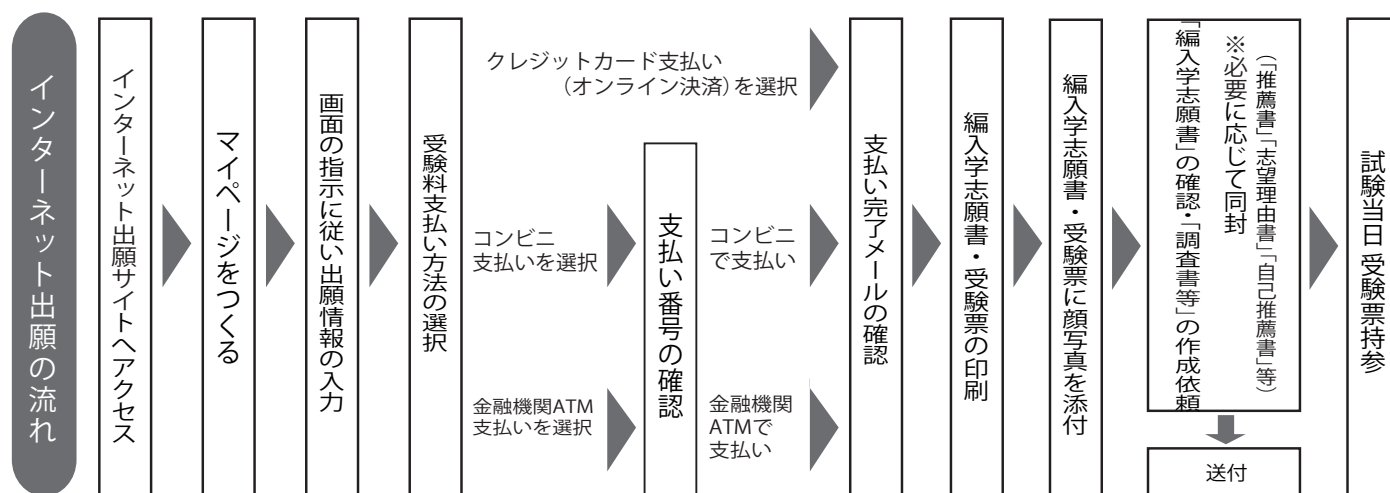 インターネット出願の流れ
インターネット出願サイトへアクセス
マイページをつくる
画面の指示に従い出願情報の入力
受験料支払い方法の選択
クレジットカード支払い
（オンライン決済）を選択
コンビニ
支払いを選択
金融機関ATM
支払いを選択
支払い番号の確認
コンビニ
で支払い
金融機関
ATMで
支払い
支払い完了メールの確認
編入学志願書・受験票の印刷
編入学志願書・受験票に顔写真を添付
（「推薦書」「志望理由書」「自己推薦書」等）
※必要に応じて同封
「編入学志願書」の確認・「調査書等」の作成依頼
送付
試験当日 受験票持参